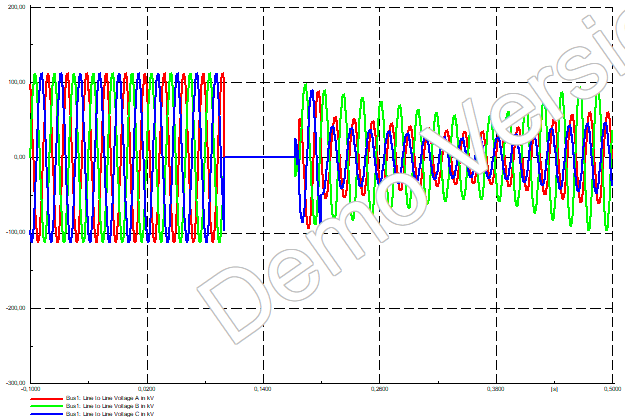 200,00
100,00
0,00
-100,00
-200,00
-300,00
-0,1000 0,0200 0,1400 0,2600 0,3800 [s] 0,5000
Demo Versio
Bus1: Line to Line Voltage A in kV
Bus1: Line to Line Voltage B in kV
Bus1: Line to Line Voltage C in kV